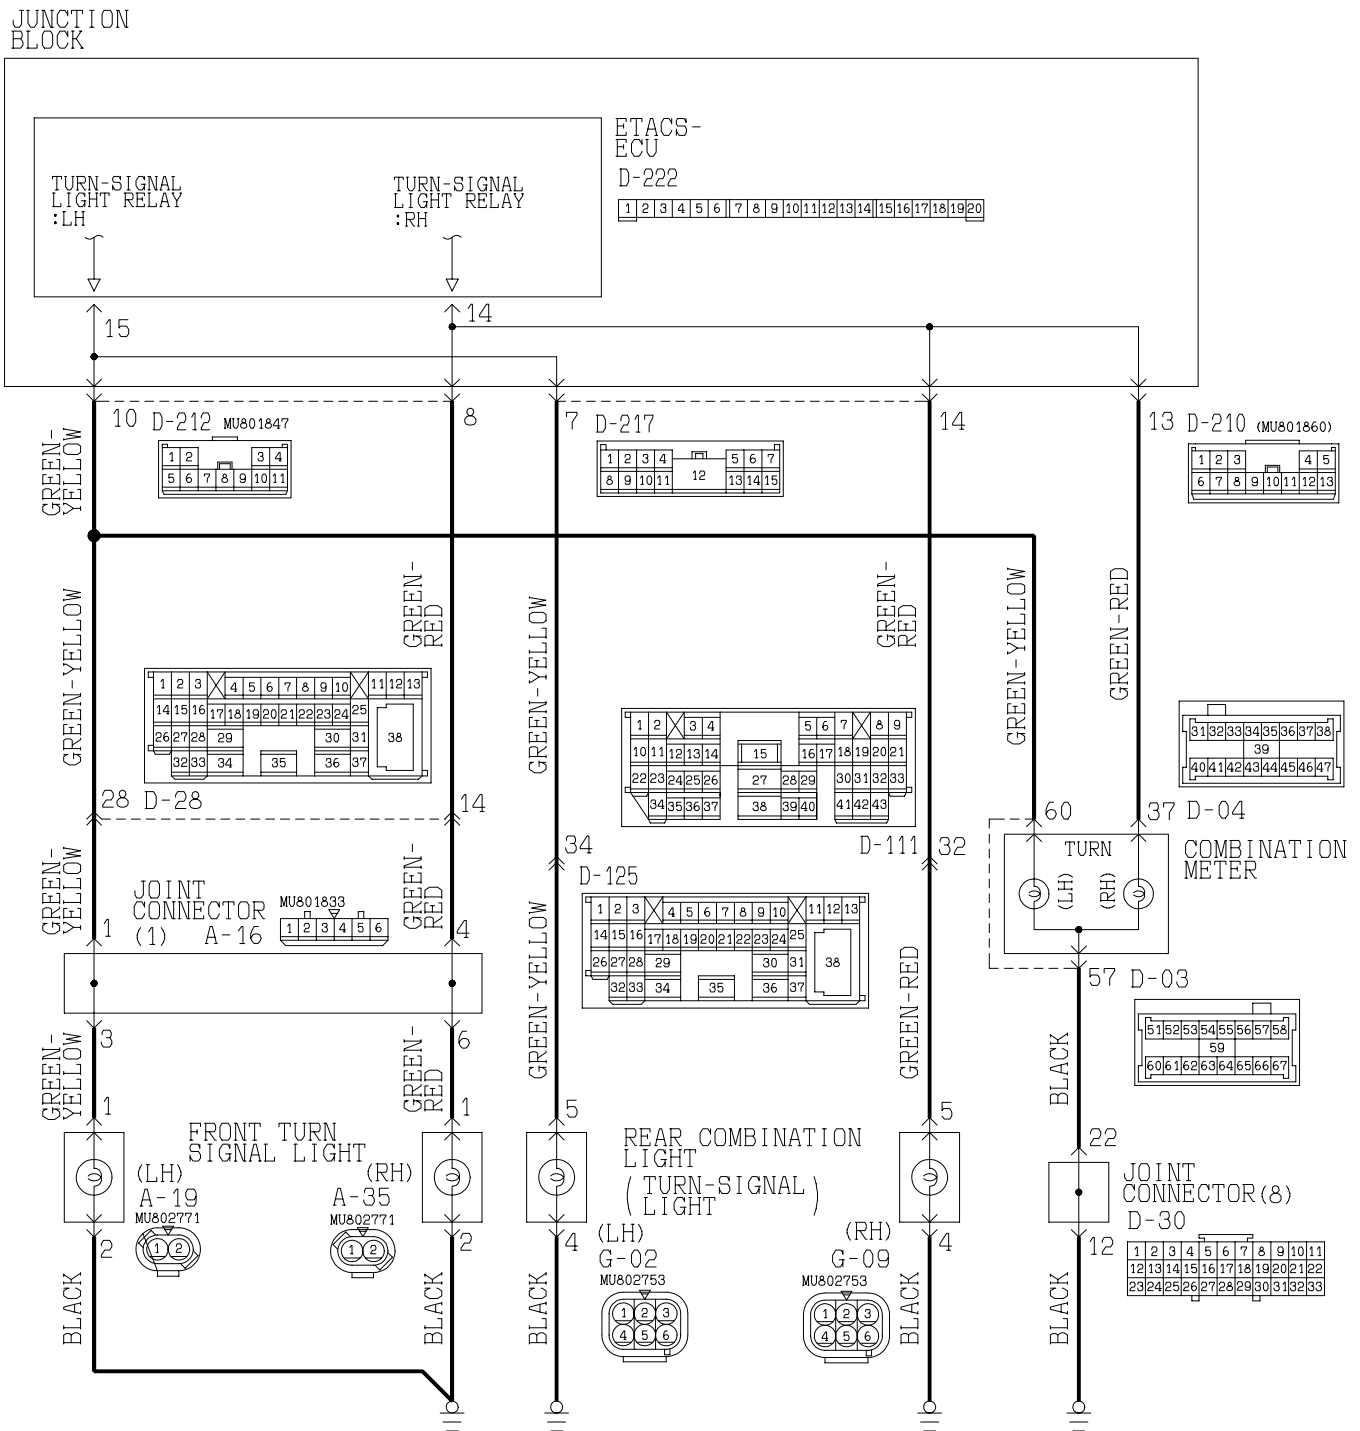 JUNCTION
BLOCK
ETACS-
ECU
D-222
1 2 3 4 5 6 7 8 9 10 11 12 13 14 15 16 17 18 19 20
TURN-SIGNAL
LIGHT RELAY
:LH
TURN-SIGNAL
LIGHT RELAY
:RH
15
14
10 D-212 MU801847
8
7 D-217
14
13 D-210 (MU801860)
1 2 3 4
5 6 7 8 9 10 11
1 2 3 4 5 6 7
8 9 10 11 12 13 14 15
1 2 3 4 5
6 7 8 9 10 11 12 13
GREEN-
YELLOW
GREEN-YELLOW
GREEN-
RED
GREEN-YELLOW
GREEN-
RED
GREEN-YELLOW
GREEN-RED
1 2 3 4 5 6 7 8 9 10 11 12 13
14 15 16 17 18 19 20 21 22 23 24 25
26 27 28 29 30 31 38
32 33 34 35 36 37
1 2 3 4 5 6 7 8 9
10 11 12 13 14 15 16 17 18 19 20 21
22 23 24 25 26 27 28 29 30 31 32 33
34 35 36 37 38 39 40 41 42 43
31 32 33 34 35 36 37 38
39
40 41 42 43 44 45 46 47
28 D-28
14
60
37 D-04
34
D-125
D-111 32
TURN
(LH)
(RH)
COMBINATION
METER
GREEN-
YELLOW
JOINT
CONNECTOR
(1) A-16
MU801833
1 2 3 4 5 6
GREEN-
RED
1
4
1 2 3 4 5 6 7 8 9 10 11 12 13
14 15 16 17 18 19 20 21 22 23 24 25
26 27 28 29 30 31 38
32 33 34 35 36 37
GREEN-YELLOW
GREEN-RED
57 D-03
51 52 53 54 55 56 57 58
59
60 61 62 63 64 65 66 67
3
6
GREEN-
YELLOW
GREEN-
RED
BLACK
1
1
5
5
22
FRONT TURN
SIGNAL LIGHT
(LH)
A-19
MU802771
1 2
(RH)
A-35
MU802771
1 2
REAR COMBINATION
LIGHT
(TURN-SIGNAL
LIGHT)
(LH)
G-02
MU802753
1 2 3
4 5 6
(RH)
G-09
MU802753
1 2 3
4 5 6
JOINT
CONNECTOR(8)
D-30
1 2 3 4 5 6 7 8 9 10 11
12 13 14 15 16 17 18 19 20 21 22
23 24 25 26 27 28 29 30 31 32 33
2
2
4
4
12
BLACK
BLACK
BLACK
BLACK
BLACK